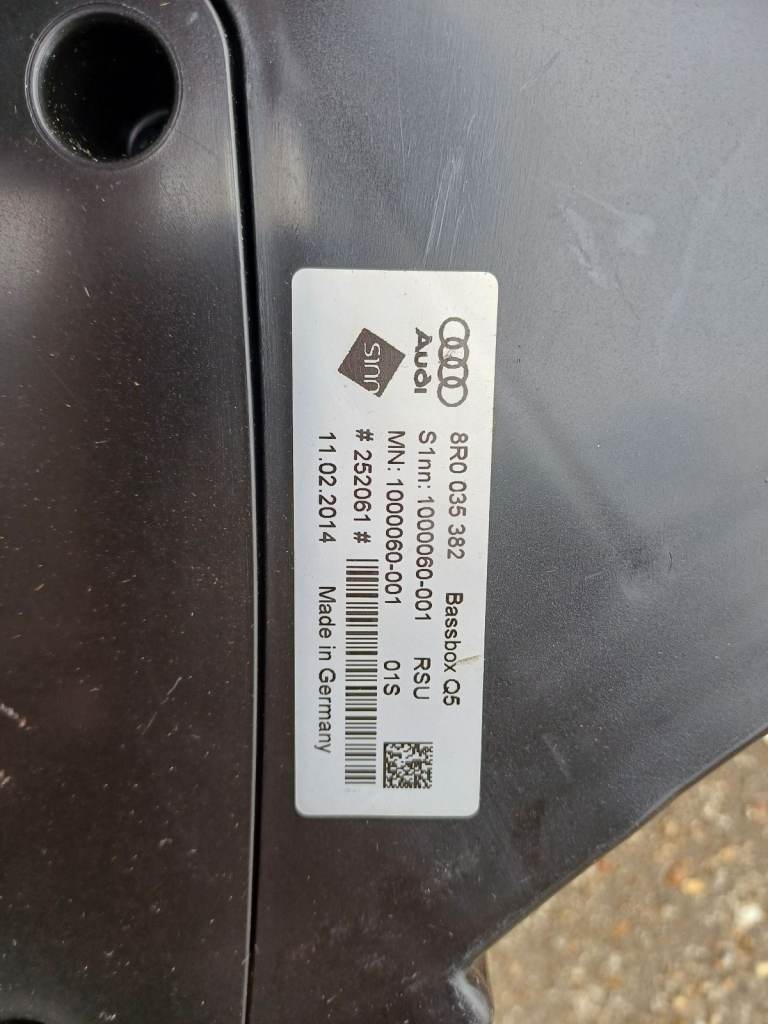 Audi
S1nn
8R0 035 382 Bassbox Q5
S1nn: 1000060-001 RSU
MN: 1000060-001 01S
# 252061 #
11.02.2014 Made in Germany